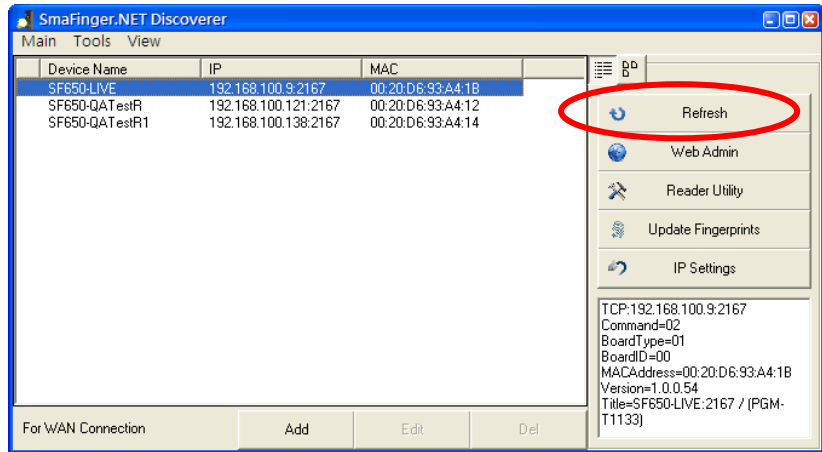 SmaFinger.NET Discoverer
Main Tools View
Device Name IP MAC
SF650-LIVE 192.168.100.9:2167 00:20:D6:93:A4:1B
SF650-QATestR 192.168.100.121:2167 00:20:D6:93:A4:12
SF650-QATestR1 192.168.100.138:2167 00:20:D6:93:A4:14
Refresh
Web Admin
Reader Utility
Update Fingerprints
IP Settings
TCP:192.168.100.9:2167
Command=02
BoardType=01
BoardID=00
MACAddress=00:20:D6:93:A4:1B
Version=1.0.0.54
Title=SF650-LIVE:2167 / (PGM-
T1133)
For WAN Connection Add Edit Del